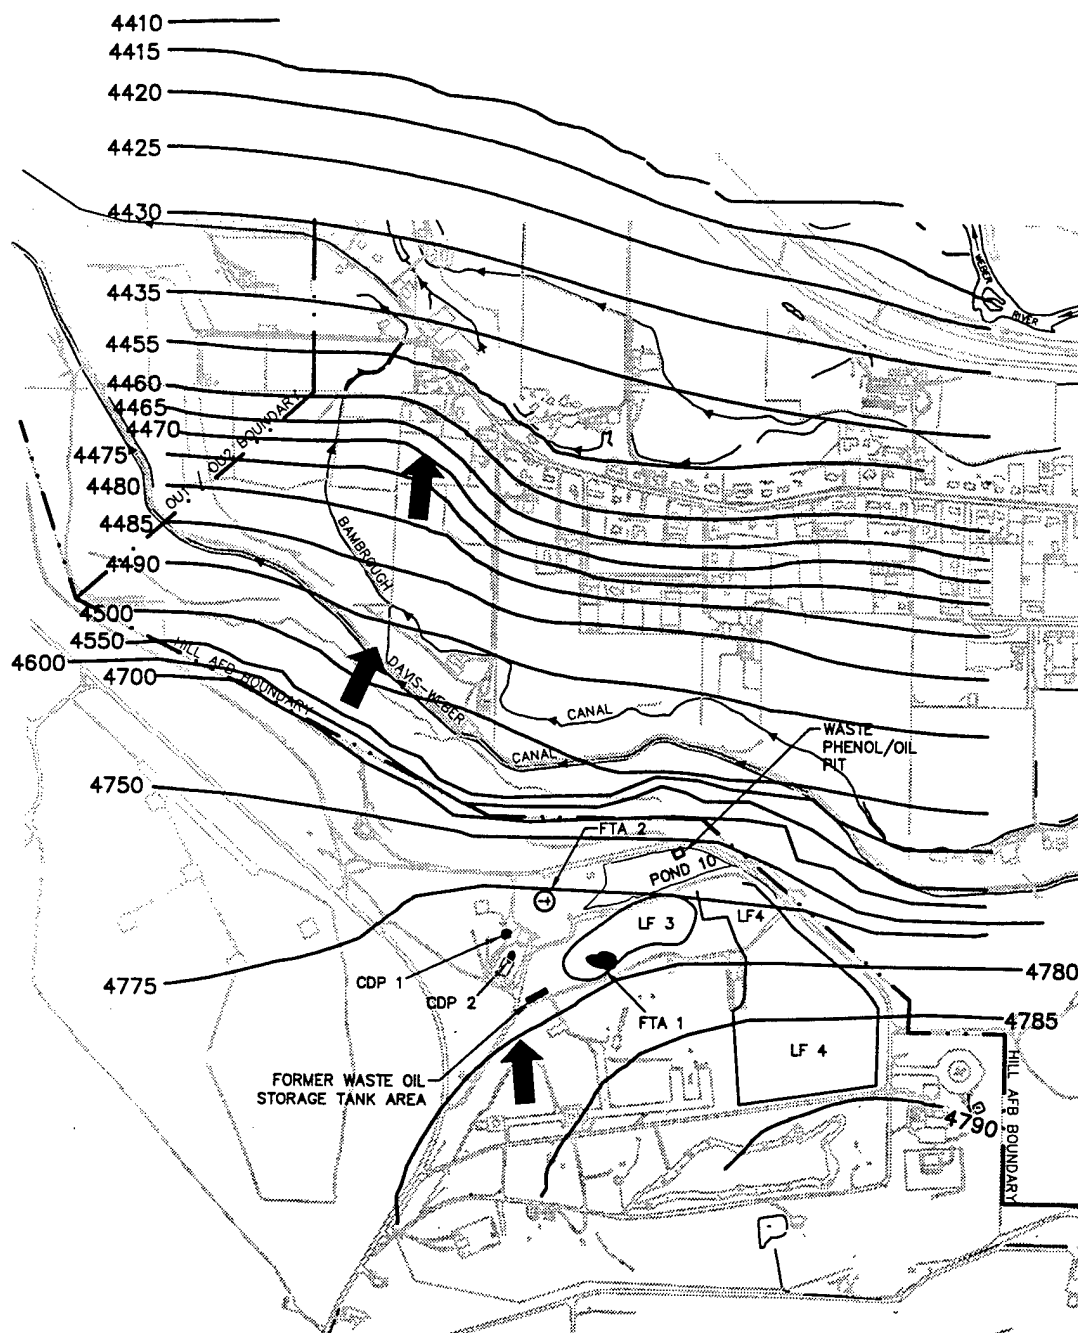 4410
4415
4420
4425
4430
4435
4455
4460
4465
4470
4475
4480
4485
4490
4500
4550
4600
4700
4750
4775
4780
4785
4790
WEBER
RIVER
OU1 / OU2 BOUNDARY
BAMBROUGH
CANAL
DAVIS-WEBER
CANAL
HILL AFB BOUNDARY
WASTE
PHENOL/OIL
PIT
FTA 2
POND 10
LF 3
LF4
CDP 1
CDP 2
FTA 1
LF 4
FORMER WASTE OIL
STORAGE TANK AREA
HILL AFB BOUNDARY